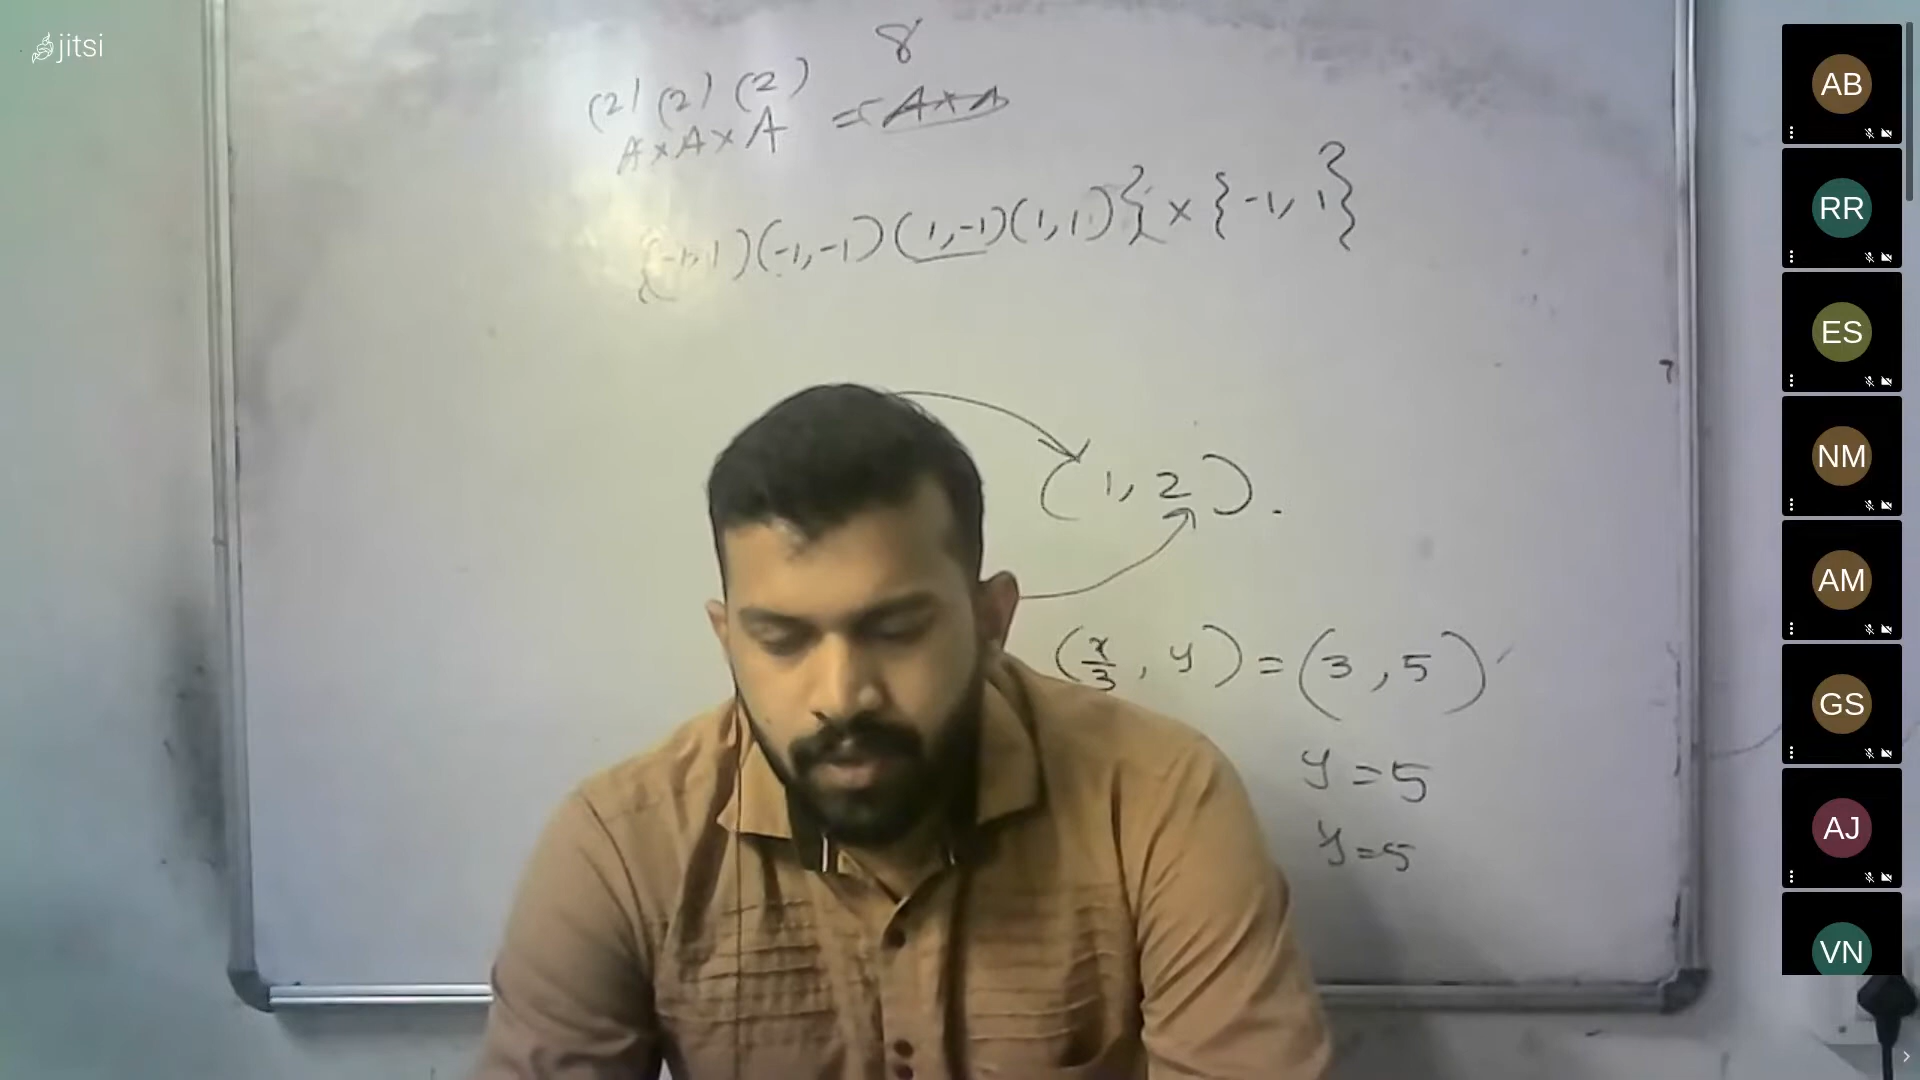 jitsi
8
(2) (2) (2)
A×A×A = A×A
{(-1,1)(-1,-1)(1,-1)(1,1)} × {-1, 1}
(1, 2).
(x/3, y) = (3, 5)
y = 5
y = 5
AB
RR
ES
NM
AM
GS
AJ
VN